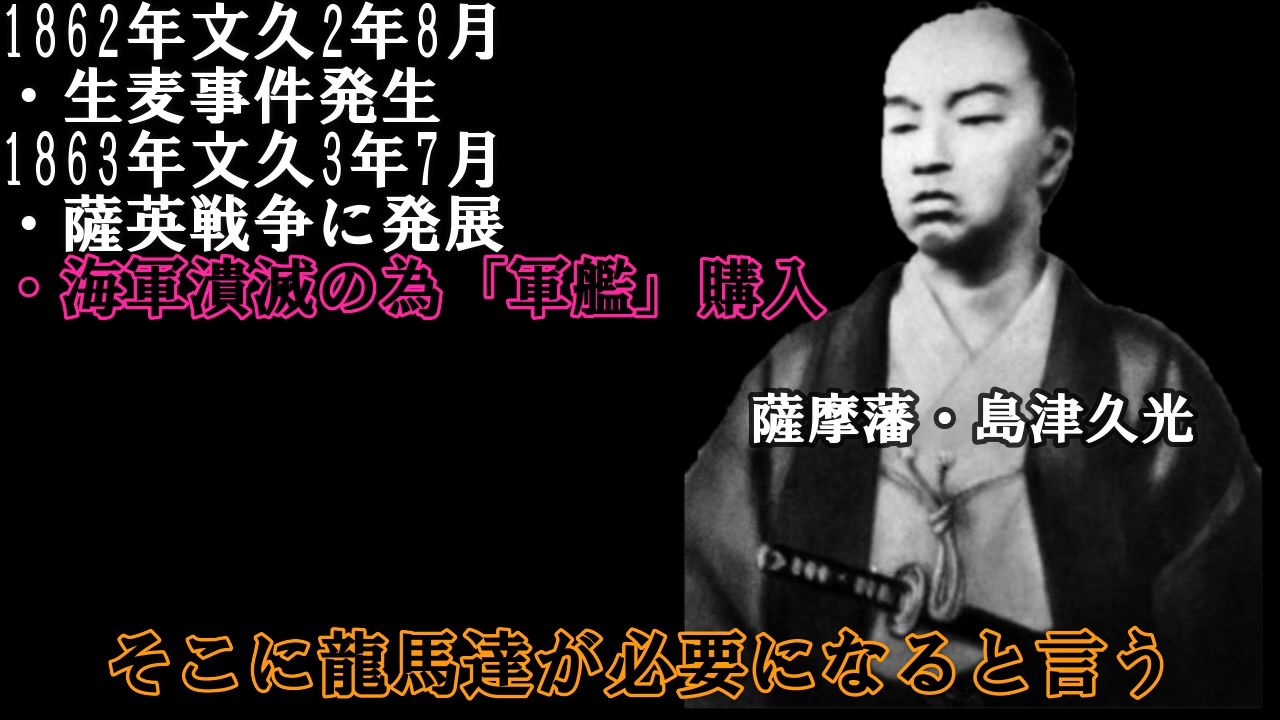 1862年文久2年8月
・生麦事件発生
1863年文久3年7月
・薩英戦争に発展
・海軍潰滅の為「軍艦」購入
薩摩藩・島津久光
そこに龍馬達が必要になると言う